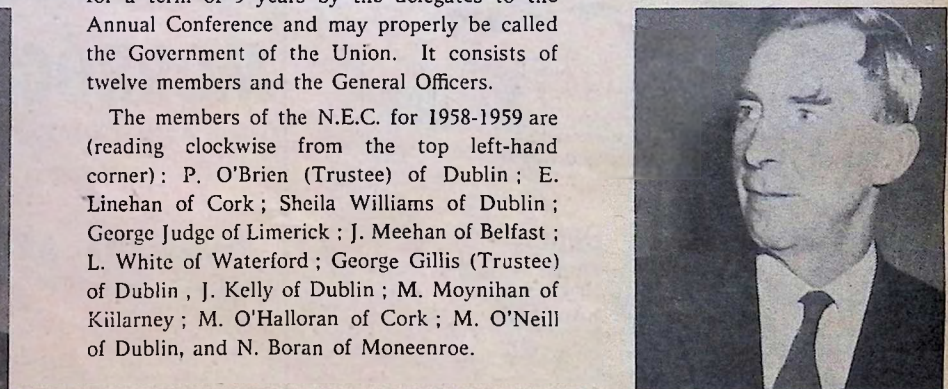 for a term of 3 years by the delegates to the
Annual Conference and may properly be called
the Government of the Union. It consists of
twelve members and the General Officers.
The members of the N.E.C. for 1958-1959 are
(reading clockwise from the top left-hand
corner): P. O'Brien (Trustee) of Dublin ; E.
Linehan of Cork ; Sheila Williams of Dublin ;
George Judge of Limerick ; J. Meehan of Belfast ;
L. White of Waterford ; George Gillis (Trustee)
of Dublin , J. Kelly of Dublin ; M. Moynihan of
Kiilarney ; M. O'Halloran of Cork ; M. O'Neill
of Dublin, and N. Boran of Moneenroe.